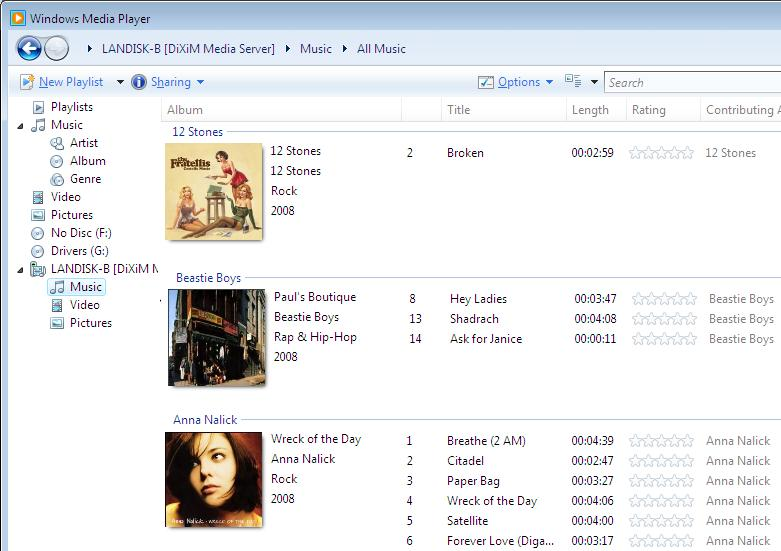 Windows Media Player
LANDISK-B [DiXiM Media Server] Music All Music
New Playlist Sharing Options Search
Playlists
Music
Artist
Album
Genre
Video
Pictures
No Disc (F:)
Drivers (G:)
LANDISK-B [DiXiM M
Music
Video
Pictures
Album Title Length Rating Contributing A
12 Stones
the Fratellis
Costello Music
12 Stones
12 Stones
Rock
2008
2 Broken 00:02:59 12 Stones
Beastie Boys
Paul's Boutique
Beastie Boys
Rap & Hip-Hop
2008
8 Hey Ladies 00:03:47 Beastie Boys
13 Shadrach 00:04:08 Beastie Boys
14 Ask for Janice 00:00:11 Beastie Boys
Anna Nalick
Anna Nalick - Wreck of the Day
Wreck of the Day
Anna Nalick
Rock
2008
1 Breathe (2 AM) 00:04:39 Anna Nalick
2 Citadel 00:02:47 Anna Nalick
3 Paper Bag 00:03:27 Anna Nalick
4 Wreck of the Day 00:04:06 Anna Nalick
5 Satellite 00:04:00 Anna Nalick
6 Forever Love (Diga... 00:03:17 Anna Nalick